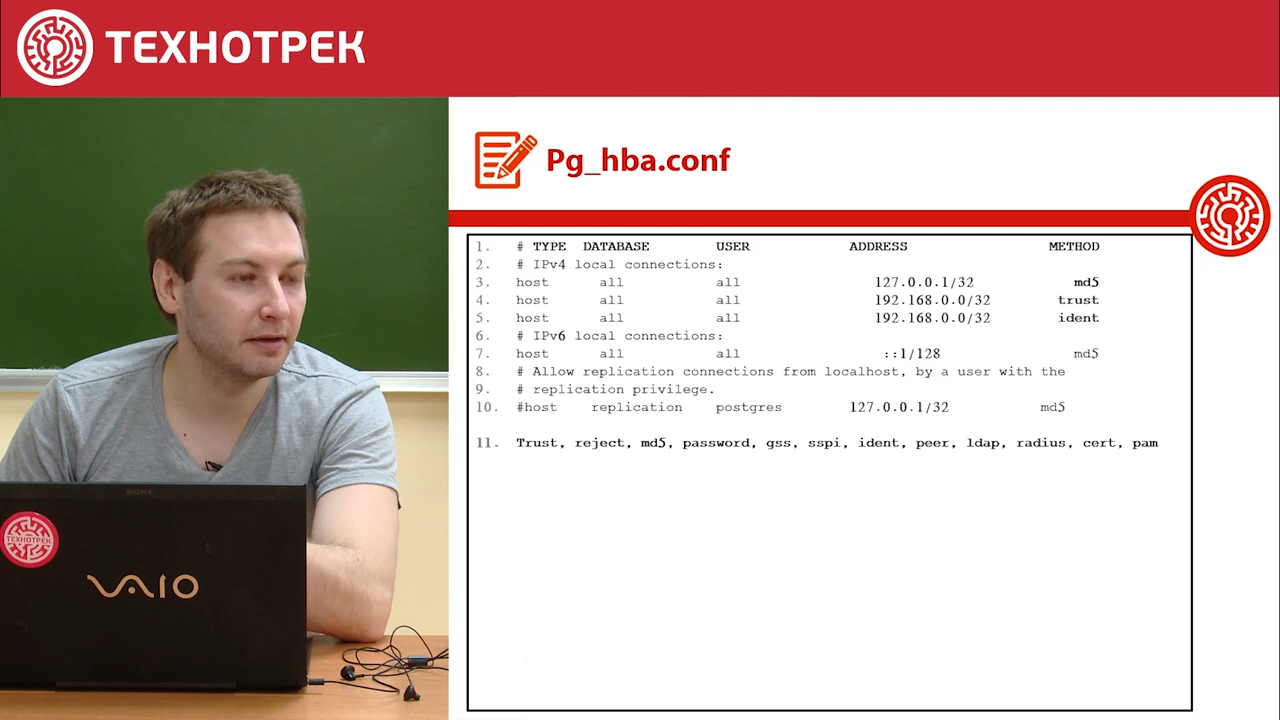 ТЕХНОТРЕК
Pg_hba.conf
1. # TYPE DATABASE USER ADDRESS METHOD
2. # IPv4 local connections:
3. host all all 127.0.0.1/32 md5
4. host all all 192.168.0.0/32 trust
5. host all all 192.168.0.0/32 ident
6. # IPv6 local connections:
7. host all all ::1/128 md5
8. # Allow replication connections from localhost, by a user with the
9. # replication privilege.
10. #host replication postgres 127.0.0.1/32 md5
11. Trust, reject, md5, password, gss, sspi, ident, peer, ldap, radius, cert, pam
SONY
ТЕХНОТРЕК
VAIO